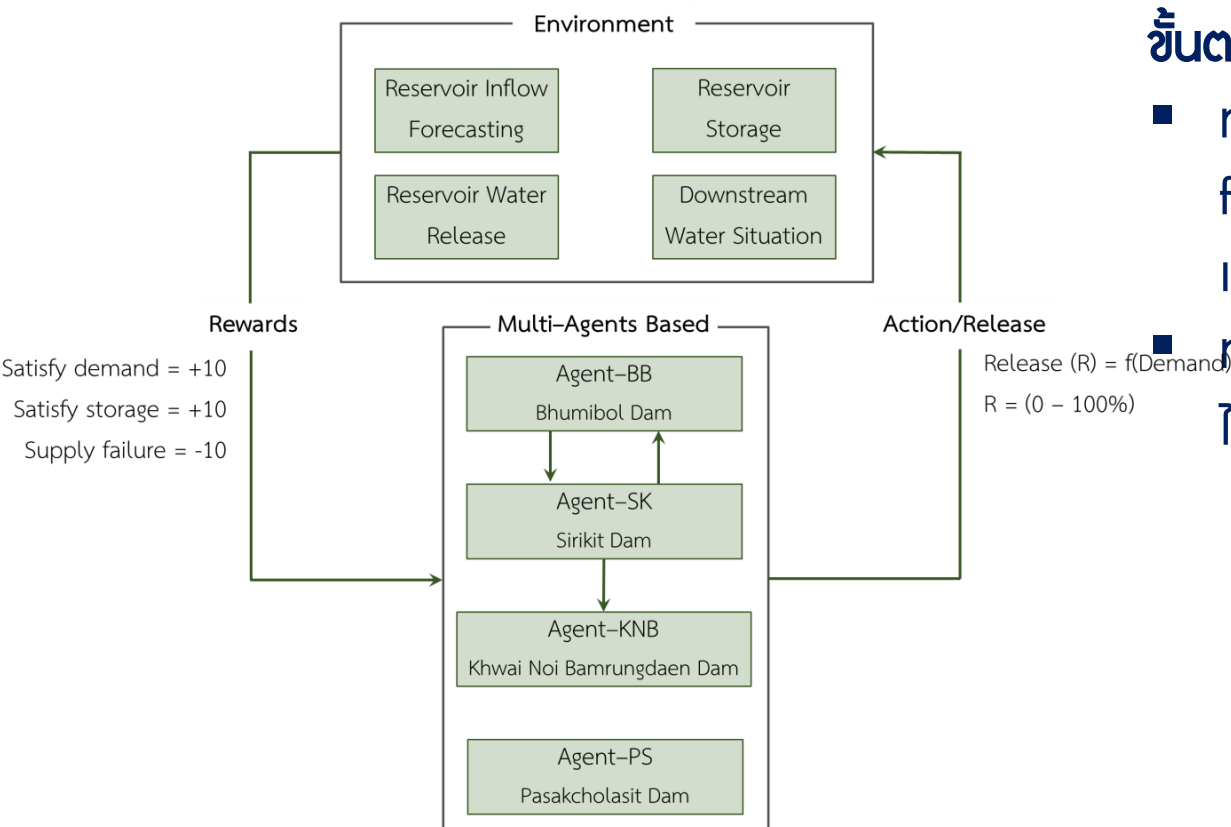 Environment
Reservoir Inflow
Forecasting
Reservoir
Storage
Reservoir Water
Release
Downstream
Water Situation
Rewards
Satisfy demand = +10
Satisfy storage = +10
Supply failure = -10
Multi–Agents Based
Agent–BB
Bhumibol Dam
Agent–SK
Sirikit Dam
Agent–KNB
Khwai Noi Bamrungdaen Dam
Agent–PS
Pasakcholasit Dam
Action/Release
Release (R) = f(Demand)
R = (0 – 100%)